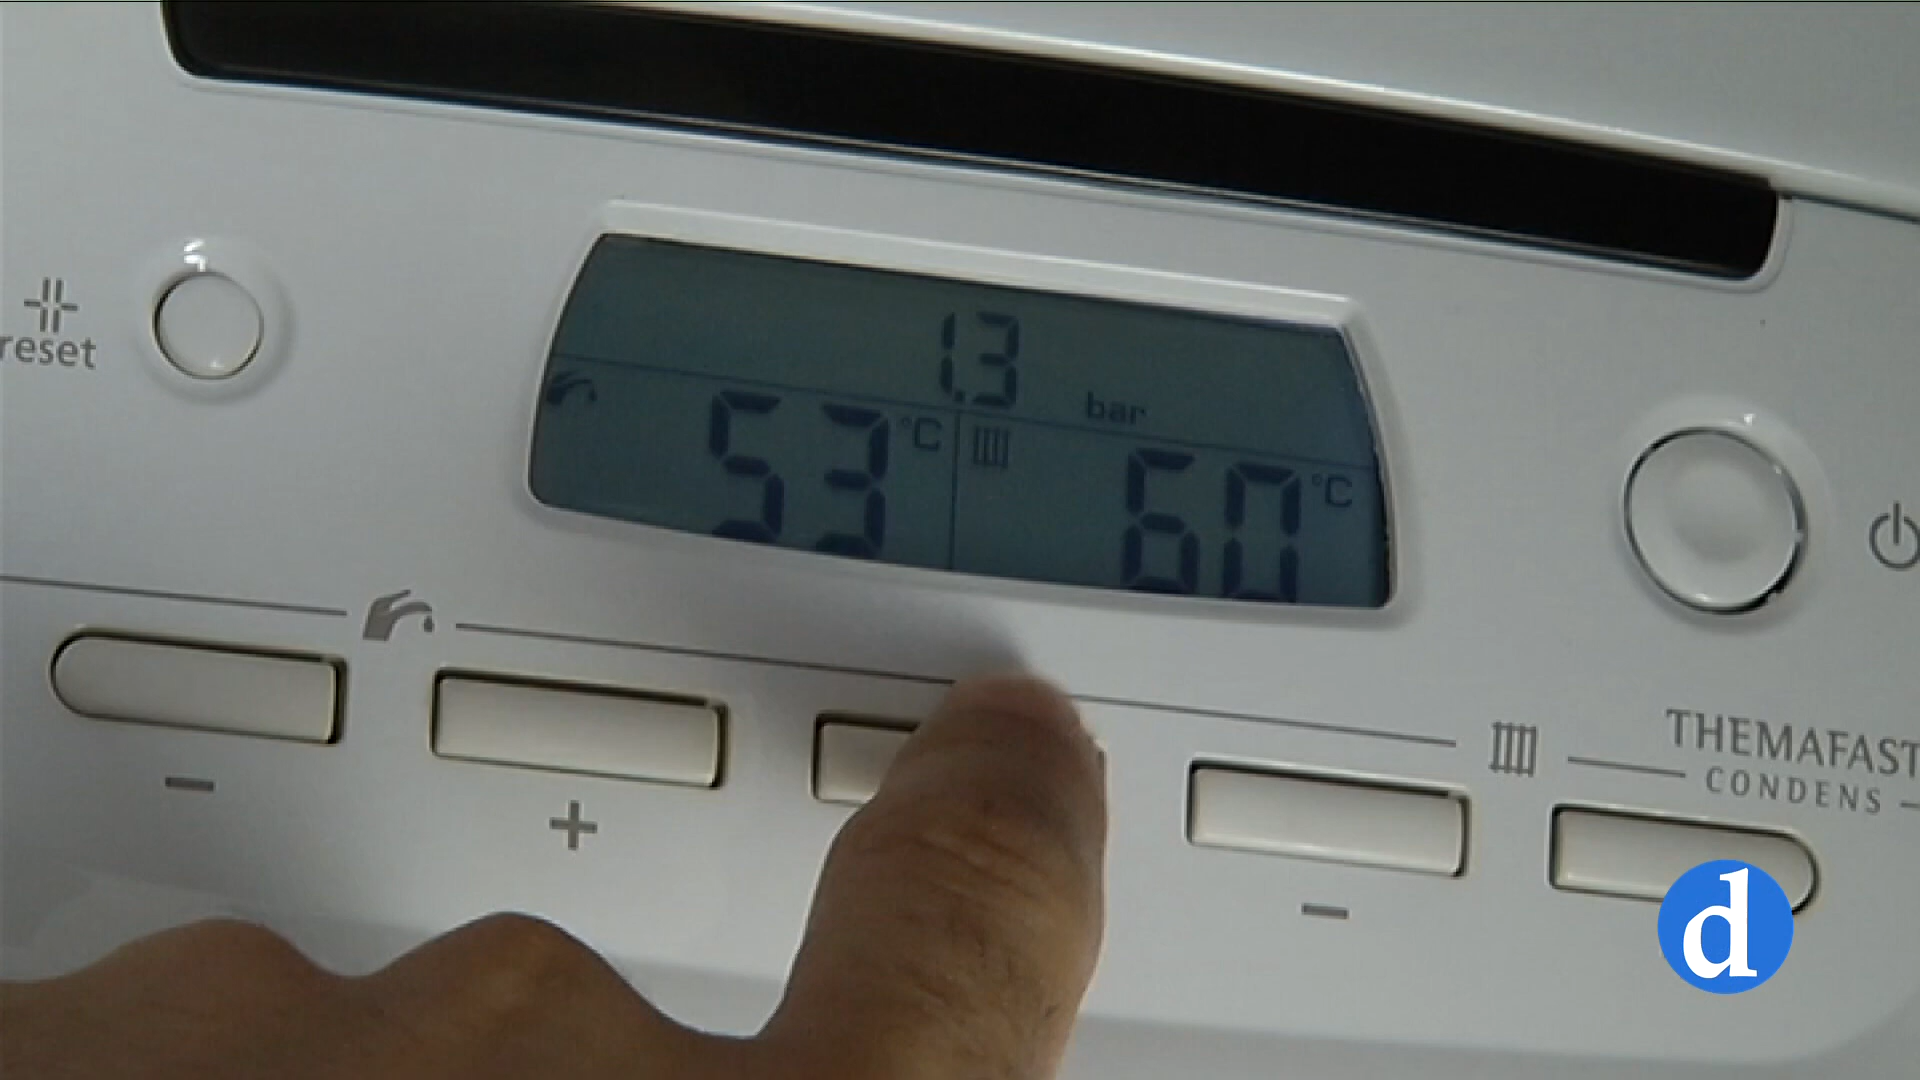 reset
1.3 bar
53 °C
60 °C
THEMAFAST
CONDENS
-
+
-
d